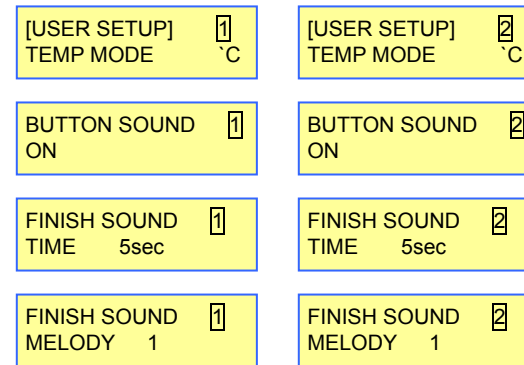 [USER SETUP] 1
TEMP MODE `C
[USER SETUP] 2
TEMP MODE `C
BUTTON SOUND 1
ON
BUTTON SOUND 2
ON
FINISH SOUND 1
TIME 5sec
FINISH SOUND 2
TIME 5sec
FINISH SOUND 1
MELODY 1
FINISH SOUND 2
MELODY 1